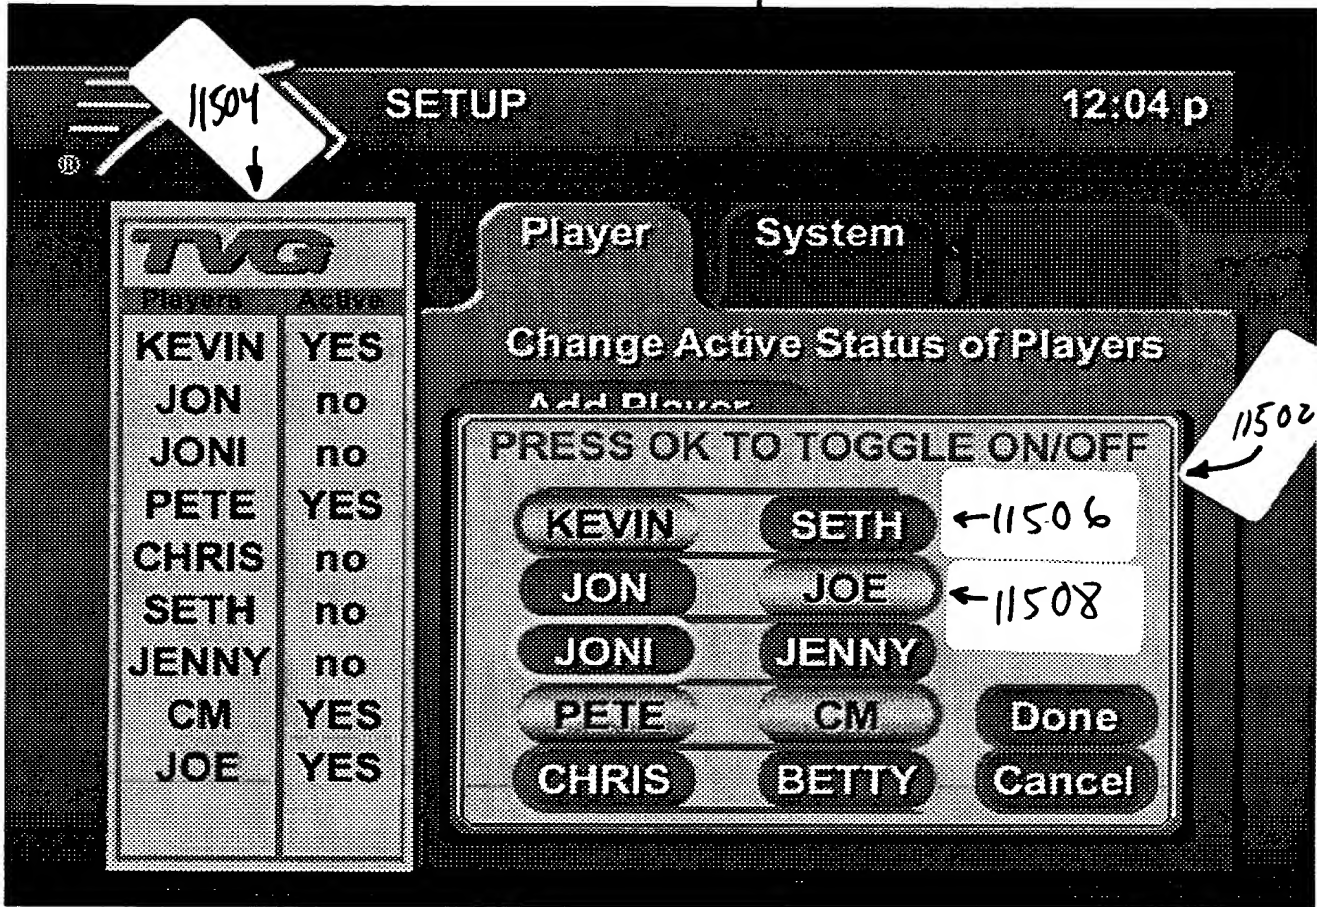 11504
SETUP
12:04 p
®
TVG
Players Active
KEVIN YES
JON no
JONI no
PETE YES
CHRIS no
SETH no
JENNY no
CM YES
JOE YES
Player
System
Change Active Status of Players
Add Player
11502
PRESS OK TO TOGGLE ON/OFF
KEVIN SETH ←11506
JON JOE ←11508
JONI JENNY
PETE CM Done
CHRIS BETTY Cancel